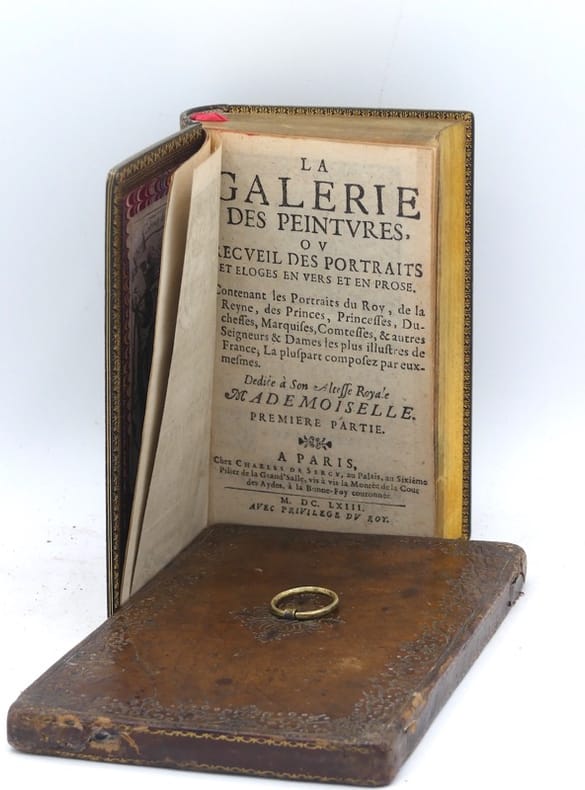 LA
GALERIE
DES PEINTVRES,
OV
RECVEIL DES PORTRAITS
ET ELOGES EN VERS ET EN PROSE.
Contenant les Portraits du Roy, de la
Reyne, des Princes, Princesses, Du-
chesses, Marquises, Comtesses, & autres
Seigneurs & Dames les plus illustres de
France; La pluspart composez par eux-
mesmes.
Dediée à Son Altesse Royale
MADEMOISELLE.
PREMIERE PARTIE.
A PARIS,
Chez CHARLES DE SERCY, au Palais, au Sixiéme
Pilier de la Grand'Salle, vis à vis la Montée de la Cour
des Aydes, à la Bonne-Foy couronnée.
M. DC. LXIII.
AVEC PRIVILEGE DV ROY.